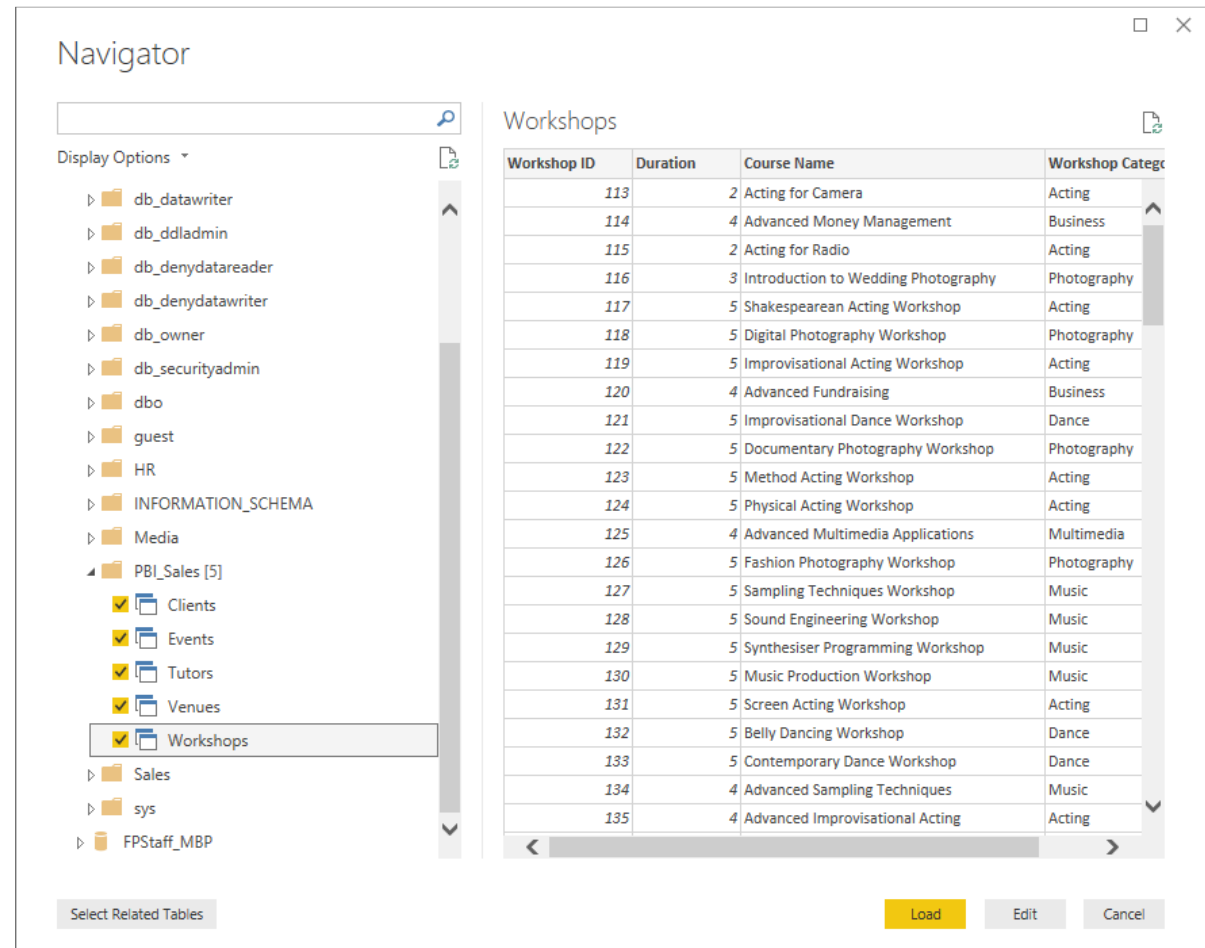 Navigator
Display Options
db_datawriter
db_ddladmin
db_denydatareader
db_denydatawriter
db_owner
db_securityadmin
dbo
guest
HR
INFORMATION_SCHEMA
Media
PBI_Sales [5]
Clients
Events
Tutors
Venues
Workshops
Sales
sys
FPStaff_MBP
Workshops
Workshop ID Duration Course Name Workshop Catego
113 2 Acting for Camera Acting
114 4 Advanced Money Management Business
115 2 Acting for Radio Acting
116 3 Introduction to Wedding Photography Photography
117 5 Shakespearean Acting Workshop Acting
118 5 Digital Photography Workshop Photography
119 5 Improvisational Acting Workshop Acting
120 4 Advanced Fundraising Business
121 5 Improvisational Dance Workshop Dance
122 5 Documentary Photography Workshop Photography
123 5 Method Acting Workshop Acting
124 5 Physical Acting Workshop Acting
125 4 Advanced Multimedia Applications Multimedia
126 5 Fashion Photography Workshop Photography
127 5 Sampling Techniques Workshop Music
128 5 Sound Engineering Workshop Music
129 5 Synthesiser Programming Workshop Music
130 5 Music Production Workshop Music
131 5 Screen Acting Workshop Acting
132 5 Belly Dancing Workshop Dance
133 5 Contemporary Dance Workshop Dance
134 4 Advanced Sampling Techniques Music
135 4 Advanced Improvisational Acting Acting
Select Related Tables
Load Edit Cancel